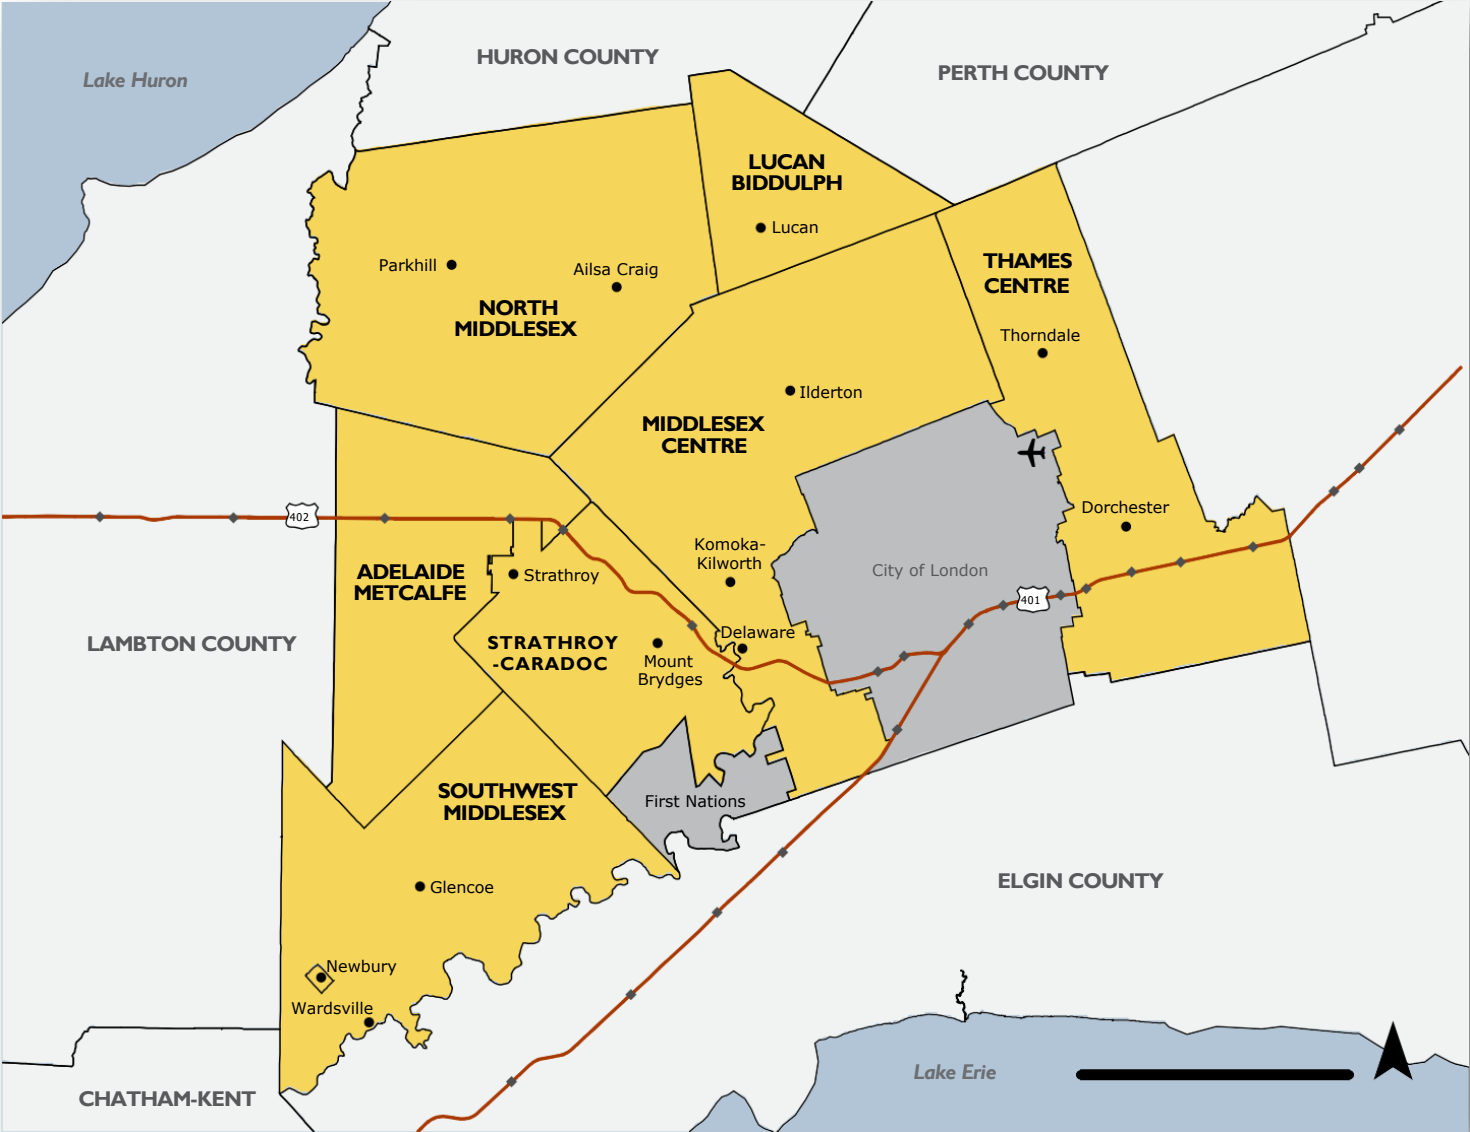 HURON COUNTY
PERTH COUNTY
Lake Huron
LUCAN
BIDDULPH
Lucan
THAMES
CENTRE
Parkhill
Ailsa Craig
NORTH
MIDDLESEX
Thorndale
Ilderton
MIDDLESEX
CENTRE
402
Dorchester
Komoka-
Kilworth
City of London
ADELAIDE
METCALFE
Strathroy
401
LAMBTON COUNTY
STRATHROY
-CARADOC
Delaware
Mount
Brydges
SOUTHWEST
MIDDLESEX
First Nations
Glencoe
ELGIN COUNTY
Newbury
Wardsville
CHATHAM-KENT
Lake Erie